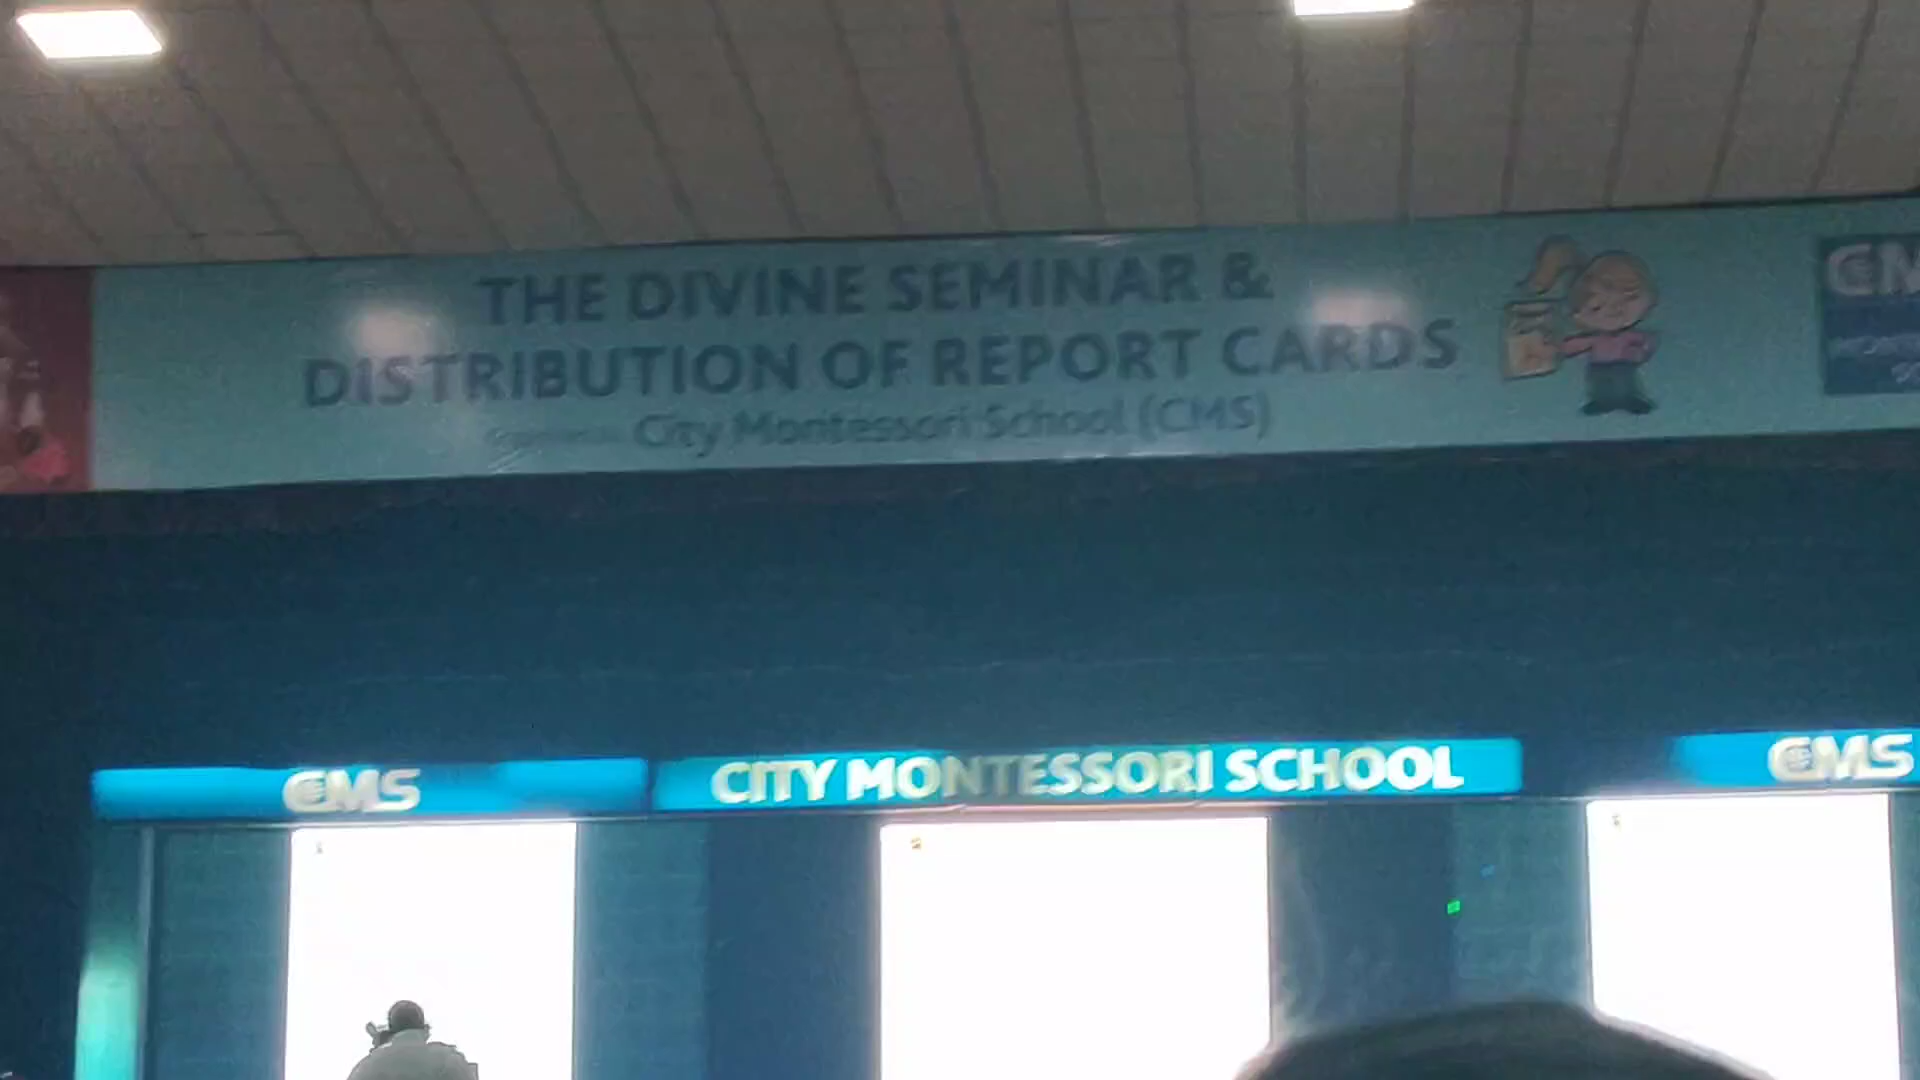 THE DIVINE SEMINAR &
DISTRIBUTION OF REPORT CARDS
City Montessori School (CMS)
CMS
CITY MONTESSORI SCHOOL
CMS